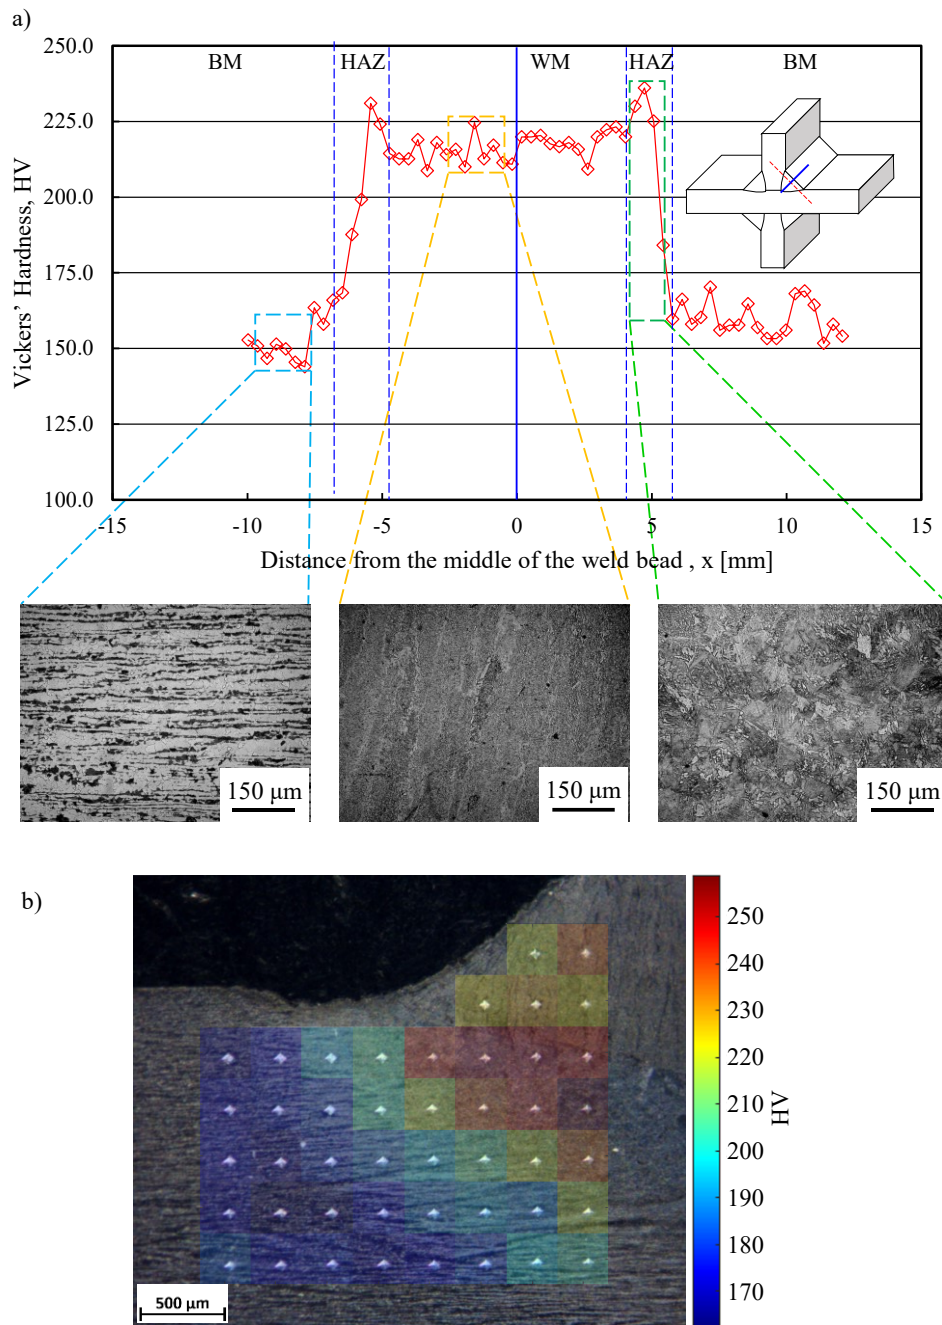 a)
250.0
BM HAZ WM HAZ BM
225.0
200.0
175.0
150.0
125.0
100.0
Vickers’ Hardness, HV
-15 -10 -5 0 5 10 15
Distance from the middle of the weld bead , x [mm]
150 μm 150 μm 150 μm
b)
250
240
230
220
210
200
190
180
170
HV
500 μm